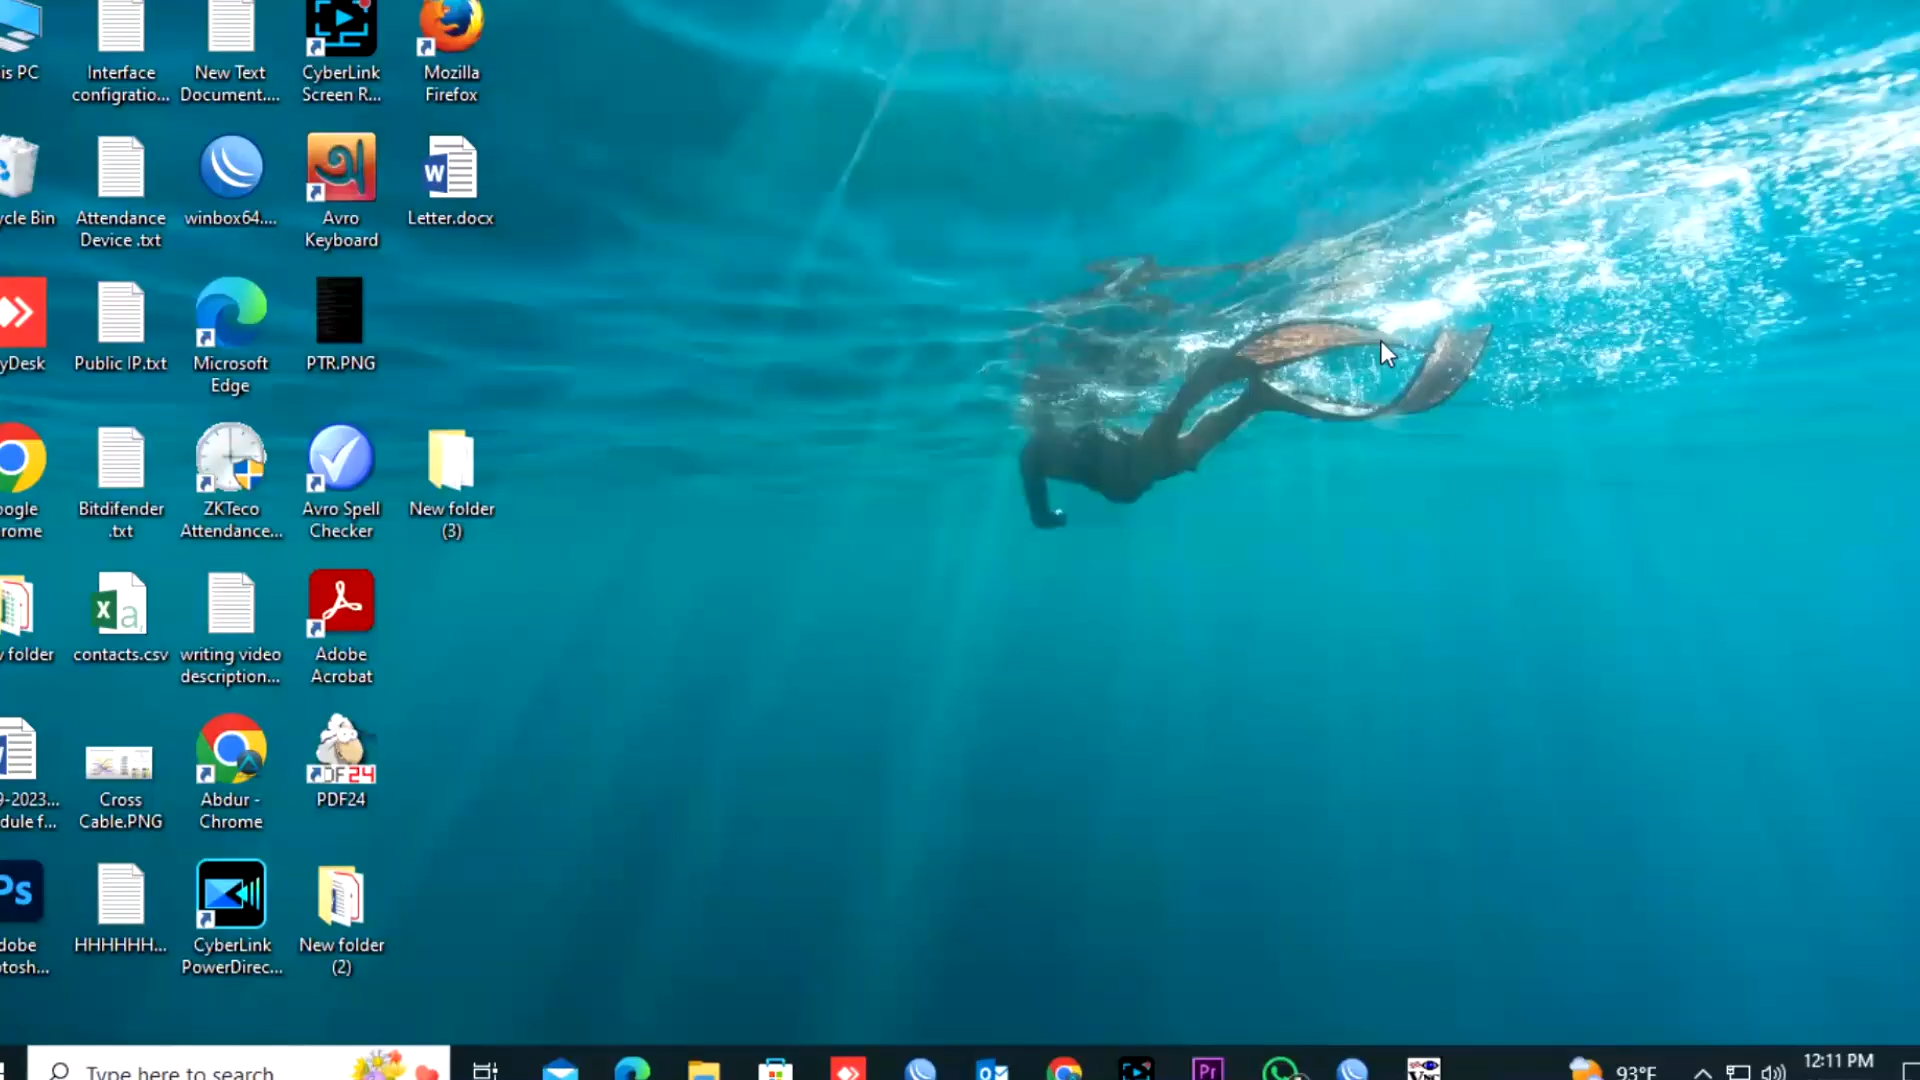 is PC
Interface
configratio...
New Text
Document....
CyberLink
Screen R...
Mozilla
Firefox
ycle Bin
Attendance
Device .txt
winbox64....
অ
Avro
Keyboard
W
Letter.docx
yDesk
Public IP.txt
Microsoft
Edge
PTR.PNG
oogle
rome
Bitdifender
.txt
ZKTeco
Attendance...
Avro Spell
Checker
New folder
(3)
v folder
X a,
contacts.csv
writing video
description...
Adobe
Acrobat
9-2023...
dule f...
Cross
Cable.PNG
Abdur -
Chrome
DF24
PDF24
Ps
dobe
otosh...
HHHHHH...
CyberLink
PowerDirec...
New folder
(2)
Type here to search
Pr
93°F
12:11 PM